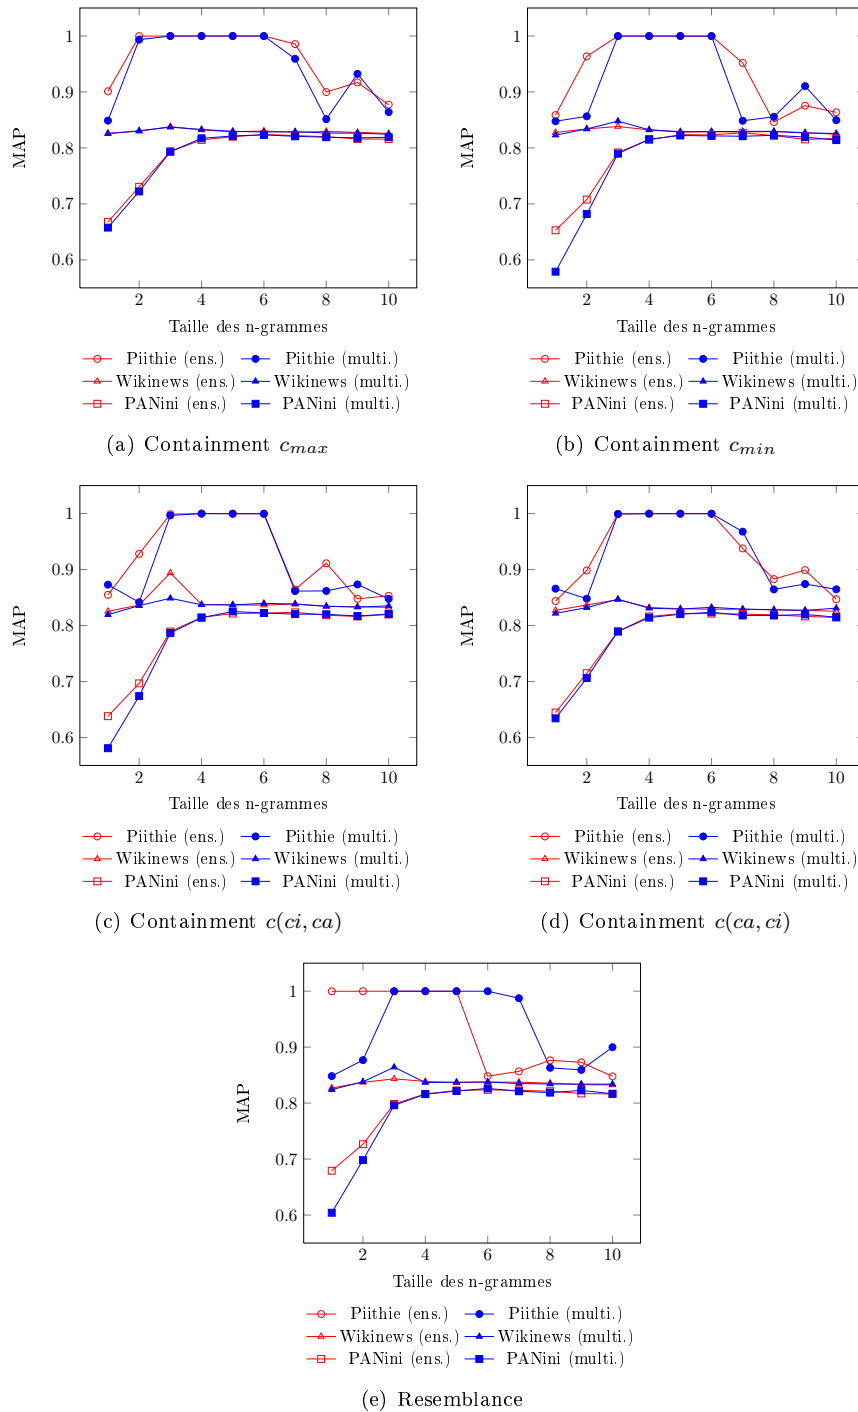 1
0.9
0.8
0.7
0.6
MAP
2 4 6 8 10
Taille des n-grammes
Piithie (ens.) Piithie (multi.)
Wikinews (ens.) Wikinews (multi.)
PANini (ens.) PANini (multi.)
(a) Containment c_max
1
0.9
0.8
0.7
0.6
MAP
2 4 6 8 10
Taille des n-grammes
Piithie (ens.) Piithie (multi.)
Wikinews (ens.) Wikinews (multi.)
PANini (ens.) PANini (multi.)
(b) Containment c_min
1
0.9
0.8
0.7
0.6
MAP
2 4 6 8 10
Taille des n-grammes
Piithie (ens.) Piithie (multi.)
Wikinews (ens.) Wikinews (multi.)
PANini (ens.) PANini (multi.)
(c) Containment c(ci, ca)
1
0.9
0.8
0.7
0.6
MAP
2 4 6 8 10
Taille des n-grammes
Piithie (ens.) Piithie (multi.)
Wikinews (ens.) Wikinews (multi.)
PANini (ens.) PANini (multi.)
(d) Containment c(ca, ci)
1
0.9
0.8
0.7
0.6
MAP
2 4 6 8 10
Taille des n-grammes
Piithie (ens.) Piithie (multi.)
Wikinews (ens.) Wikinews (multi.)
PANini (ens.) PANini (multi.)
(e) Resemblance